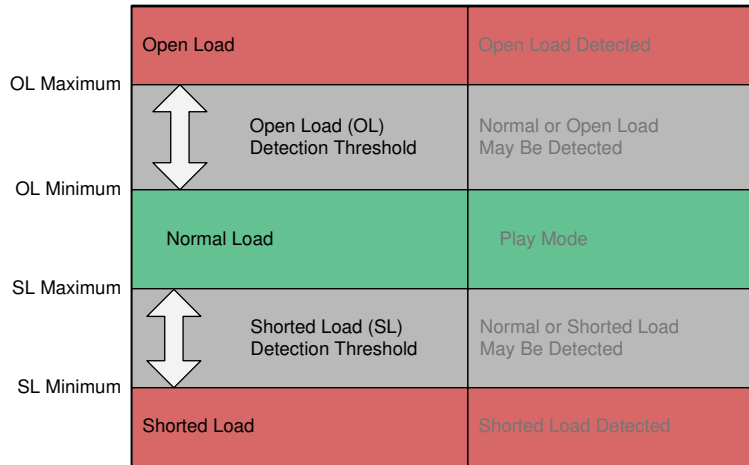 Open Load
Open Load Detected
OL Maximum
Open Load (OL)
Detection Threshold
Normal or Open Load
May Be Detected
OL Minimum
Normal Load
Play Mode
SL Maximum
Shorted Load (SL)
Detection Threshold
Normal or Shorted Load
May Be Detected
SL Minimum
Shorted Load
Shorted Load Detected